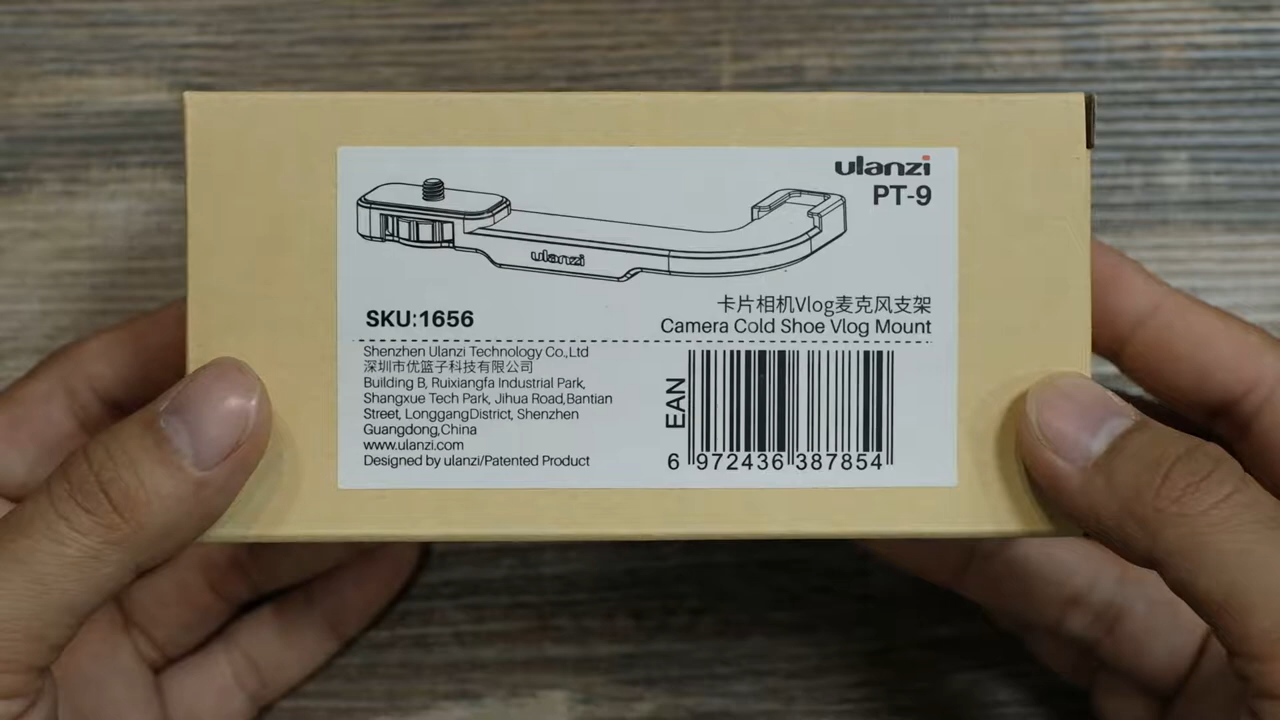 ulanzi
PT-9
ulanzi
卡片相机Vlog麦克风支架
SKU:1656
Camera Cold Shoe Vlog Mount
Shenzhen Ulanzi Technology Co.,Ltd
深圳市优篮子科技有限公司
Building B, Ruixiangfa Industrial Park,
Shangxue Tech Park, Jihua Road,Bantian
Street, LonggangDistrict, Shenzhen
Guangdong,China
www.ulanzi.com
Designed by ulanzi/Patented Product
EAN
6 972436 387854